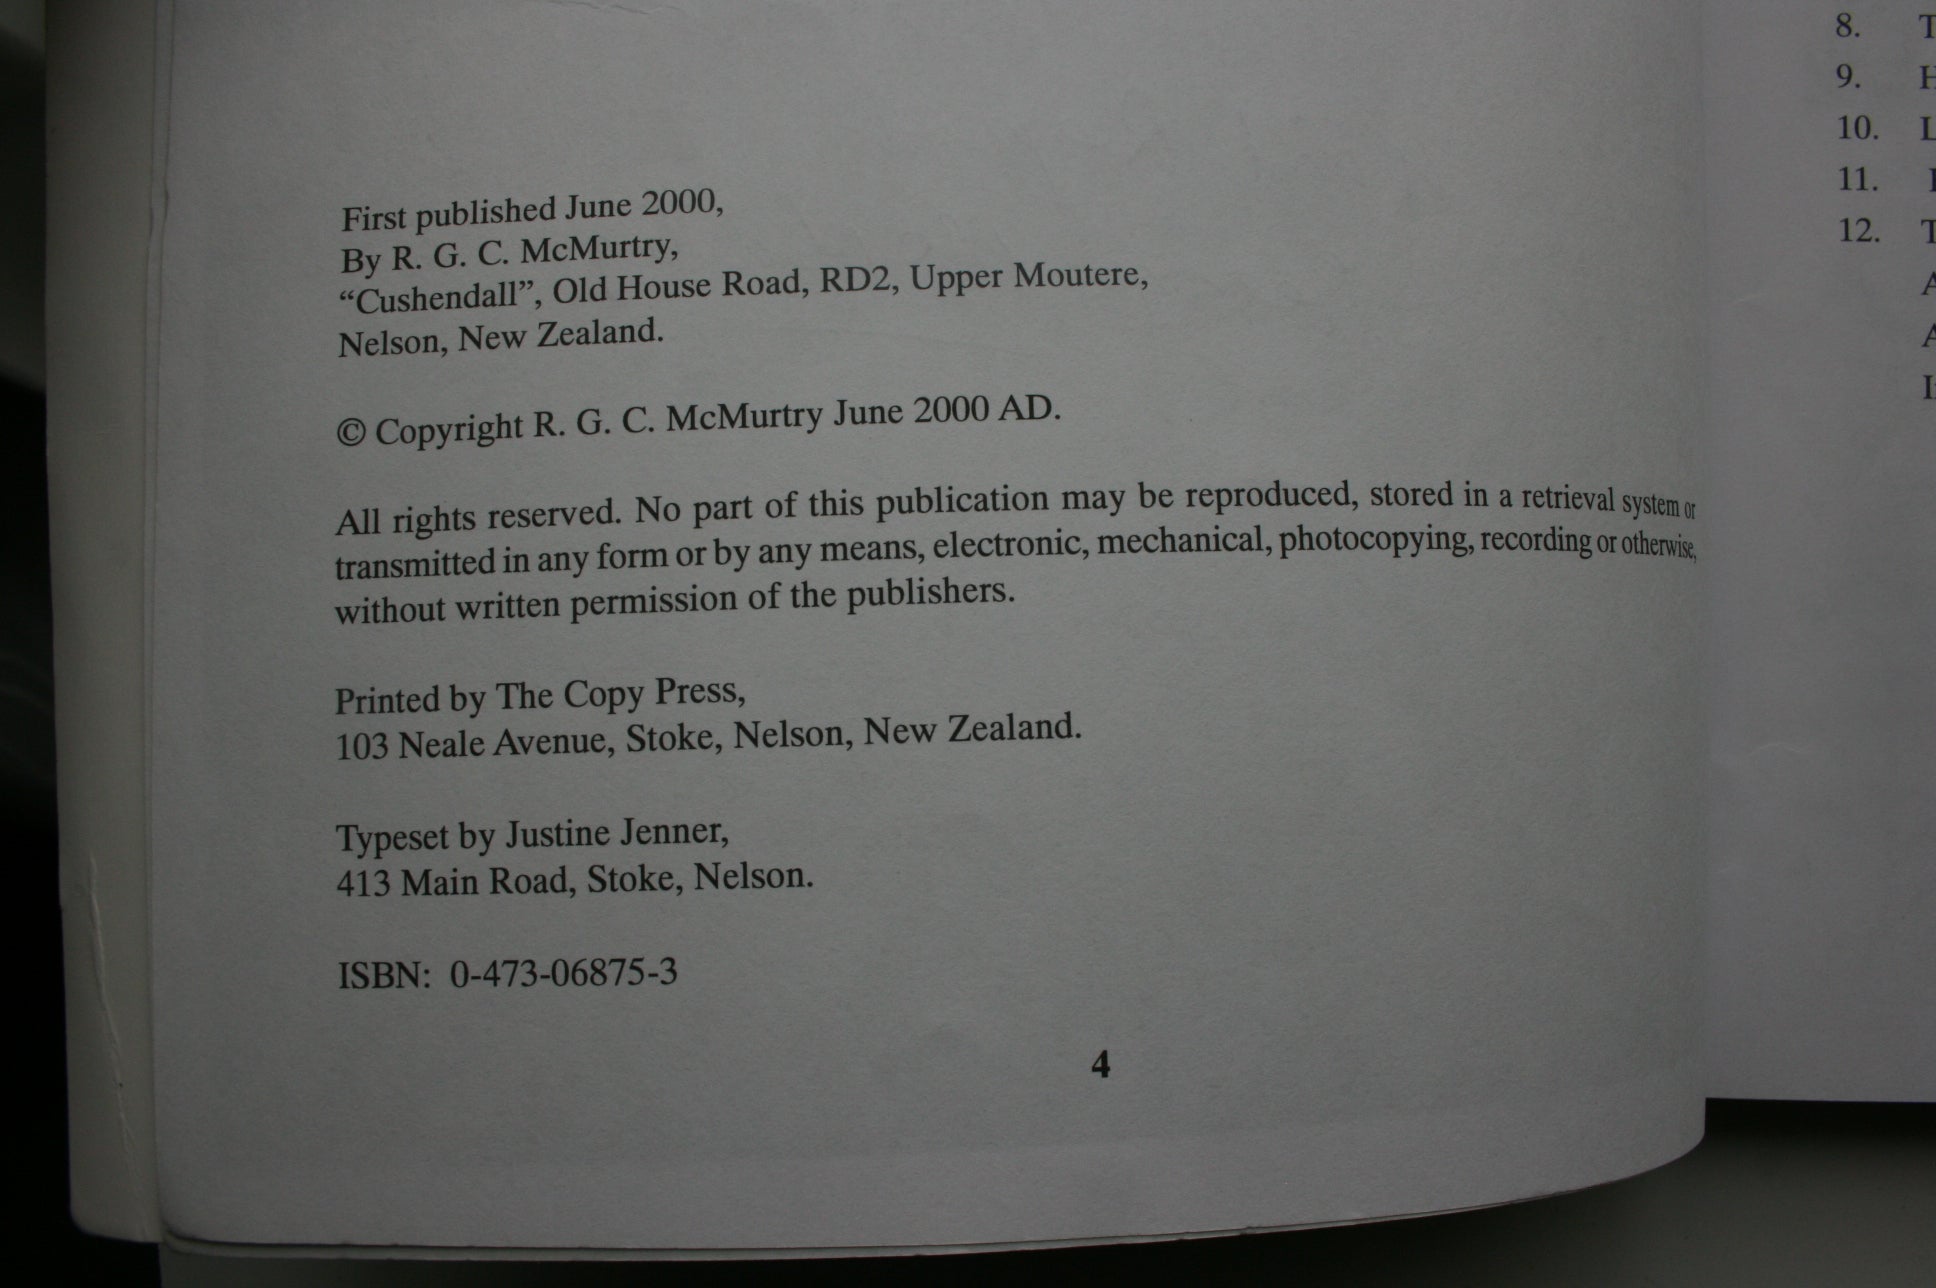 First published June 2000,
By R. G. C. McMurtry,
“Cushendall”, Old House Road, RD2, Upper Moutere,
Nelson, New Zealand.
© Copyright R. G. C. McMurtry June 2000 AD.
All rights reserved. No part of this publication may be reproduced, stored in a retrieval system or
transmitted in any form or by any means, electronic, mechanical, photocopying, recording or otherwise,
without written permission of the publishers.
Printed by The Copy Press,
103 Neale Avenue, Stoke, Nelson, New Zealand.
Typeset by Justine Jenner,
413 Main Road, Stoke, Nelson.
ISBN: 0-473-06875-3
4
8.
9.
10.
11.
12.